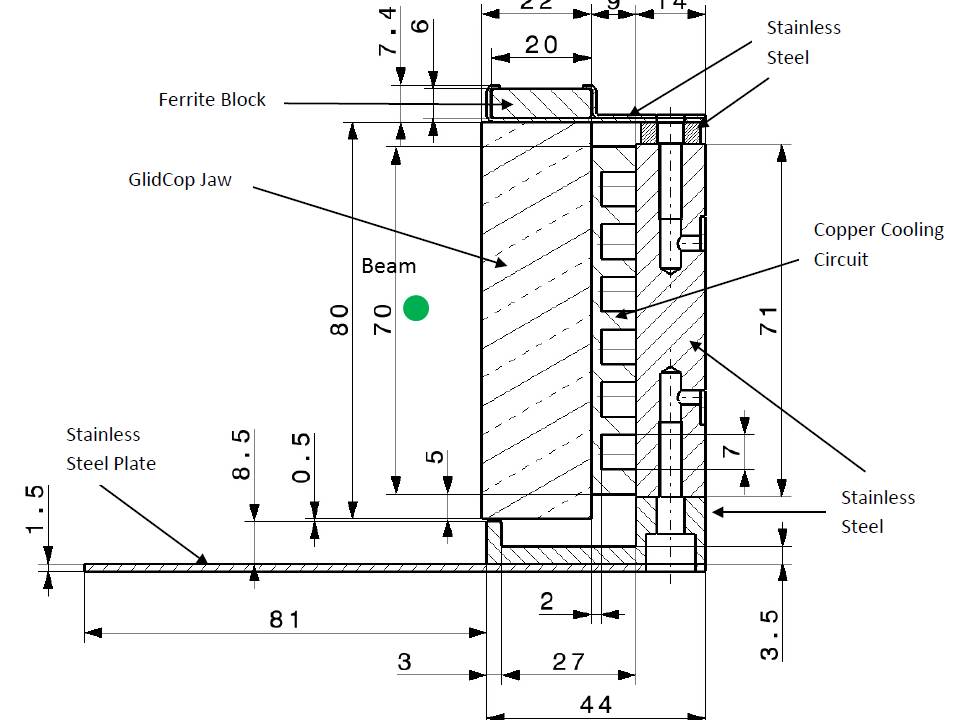 22
9
14
Stainless
Steel
7.4
6
20
Ferrite Block
GlidCop Jaw
Copper Cooling
Circuit
Beam
80
70
71
Stainless
Steel Plate
8.5
0.5
5
7
1.5
Stainless
Steel
2
81
3.5
3
27
44